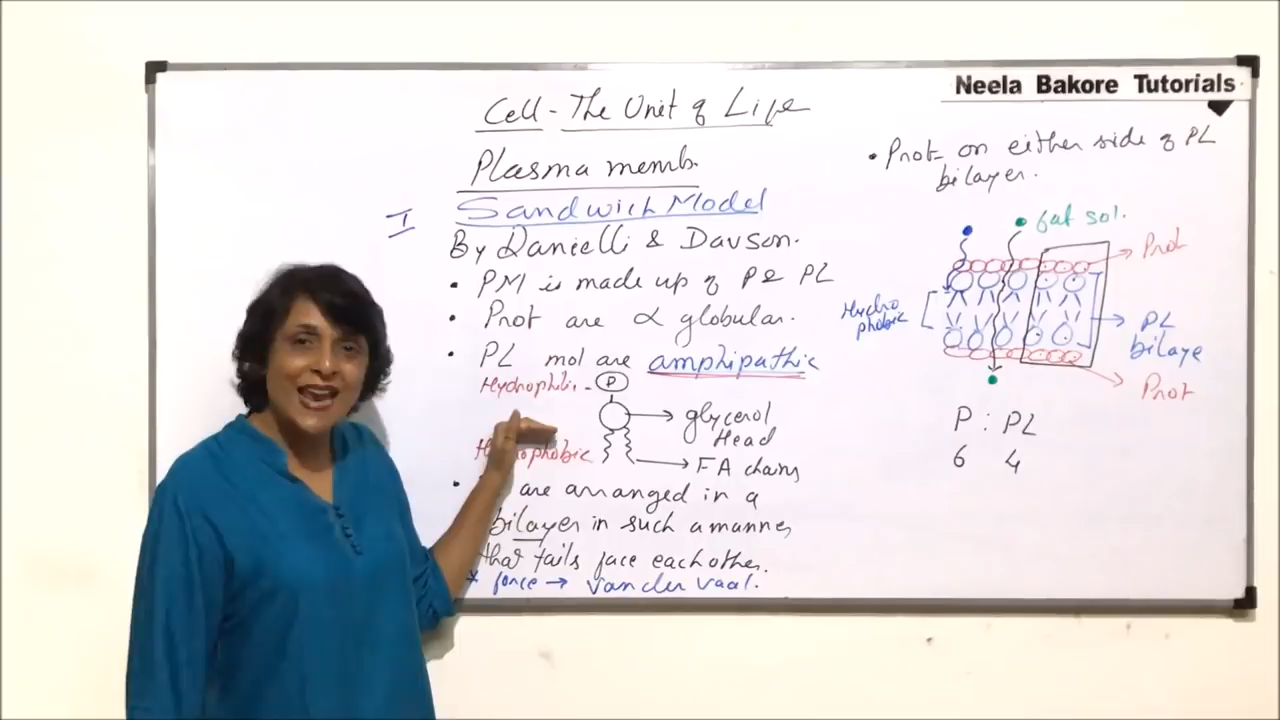 Neela Bakore Tutorials
Cell - The Unit of Life
Plasma memb.
I Sandwich Model
By Danielli & Davson.
• PM is made up of P & PL
• Prot are α globular.
• PL mol are amphipathic
Hydrophilic - P
glycerol
Head
Hydrophobic
FA chains
• are arranged in a
bilayer in such a manner
that tails face each other.
* force → Van der Vaal.
• Prot on either side of PL
bilayer.
fat sol.
Prot
Hydro
phobic
PL
bilaye
Prot
P : PL
6 4